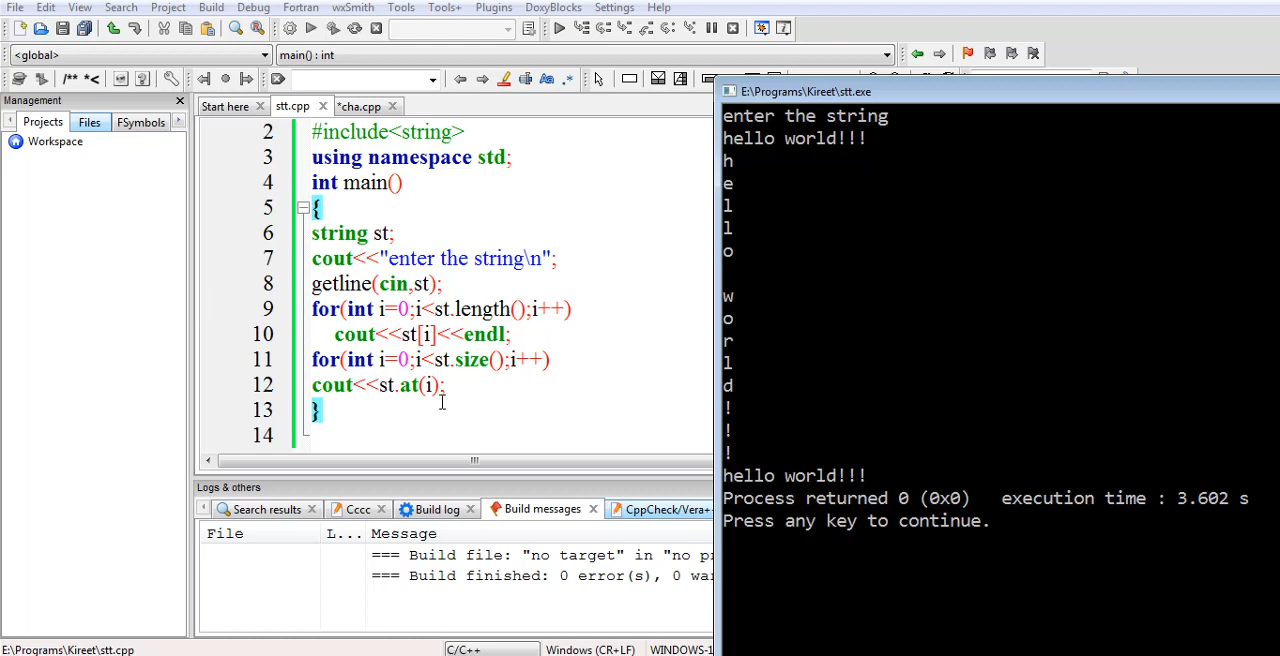 File Edit View Search Project Build Debug Fortran wxSmith Tools Tools+ Plugins DoxyBlocks Settings Help
<global> main() : int
/** *<
Aa .*
Management
Projects Files FSymbols
Workspace
Start here stt.cpp *cha.cpp
2 #include<string>
3 using namespace std;
4 int main()
5 {
6 string st;
7 cout<<"enter the string\n";
8 getline(cin,st);
9 for(int i=0;i<st.length();i++)
10 cout<<st[i]<<endl;
11 for(int i=0;i<st.size();i++)
12 cout<<st.at(i);
13 }
14
Logs & others
Search results Cccc Build log Build messages CppCheck/Vera++
File L... Message
=== Build file: "no target" in "no pr
=== Build finished: 0 error(s), 0 war
E:\Programs\Kireet\stt.cpp C/C++ Windows (CR+LF) WINDOWS-1
E:\Programs\Kireet\stt.exe
enter the string
hello world!!!
h
e
l
l
o
w
o
r
l
d
!
!
!
hello world!!!
Process returned 0 (0x0) execution time : 3.602 s
Press any key to continue.